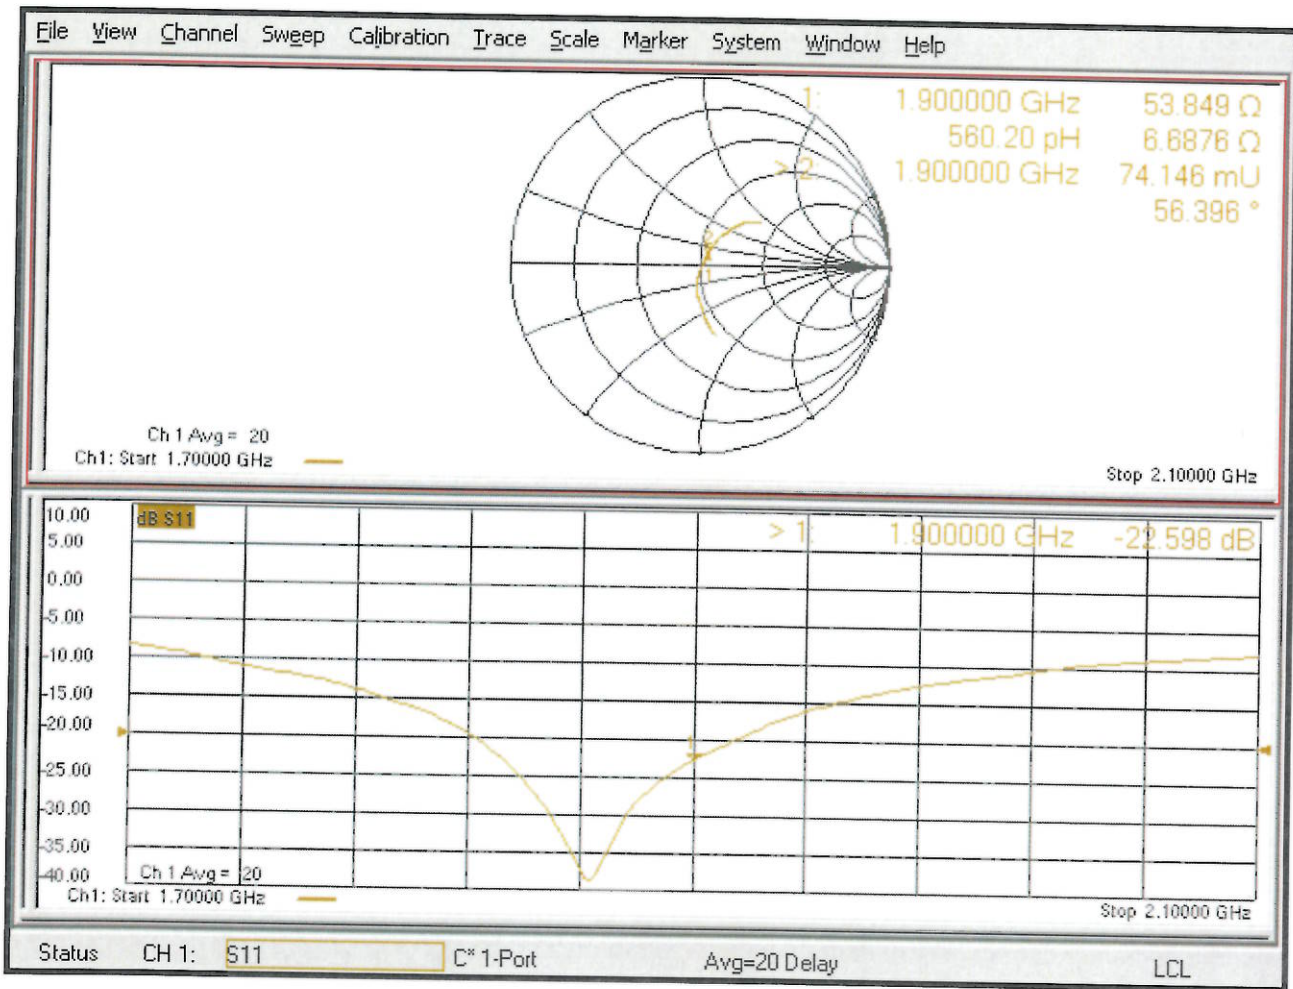 File View Channel Sweep Calibration Trace Scale Marker System Window Help
1: 1.900000 GHz 53.849 Ω
560.20 pH 6.6876 Ω
> 2: 1.900000 GHz 74.146 mU
56.396 °
2
1
Ch 1 Avg = 20
Ch1: Start 1.70000 GHz
Stop 2.10000 GHz
10.00 dB S11
> 1: 1.900000 GHz -22.598 dB
5.00
0.00
-5.00
-10.00
-15.00
-20.00
1
-25.00
-30.00
-35.00
-40.00
Ch 1 Avg = 20
Ch1: Start 1.70000 GHz
Stop 2.10000 GHz
Status CH 1: S11 C* 1-Port Avg=20 Delay LCL